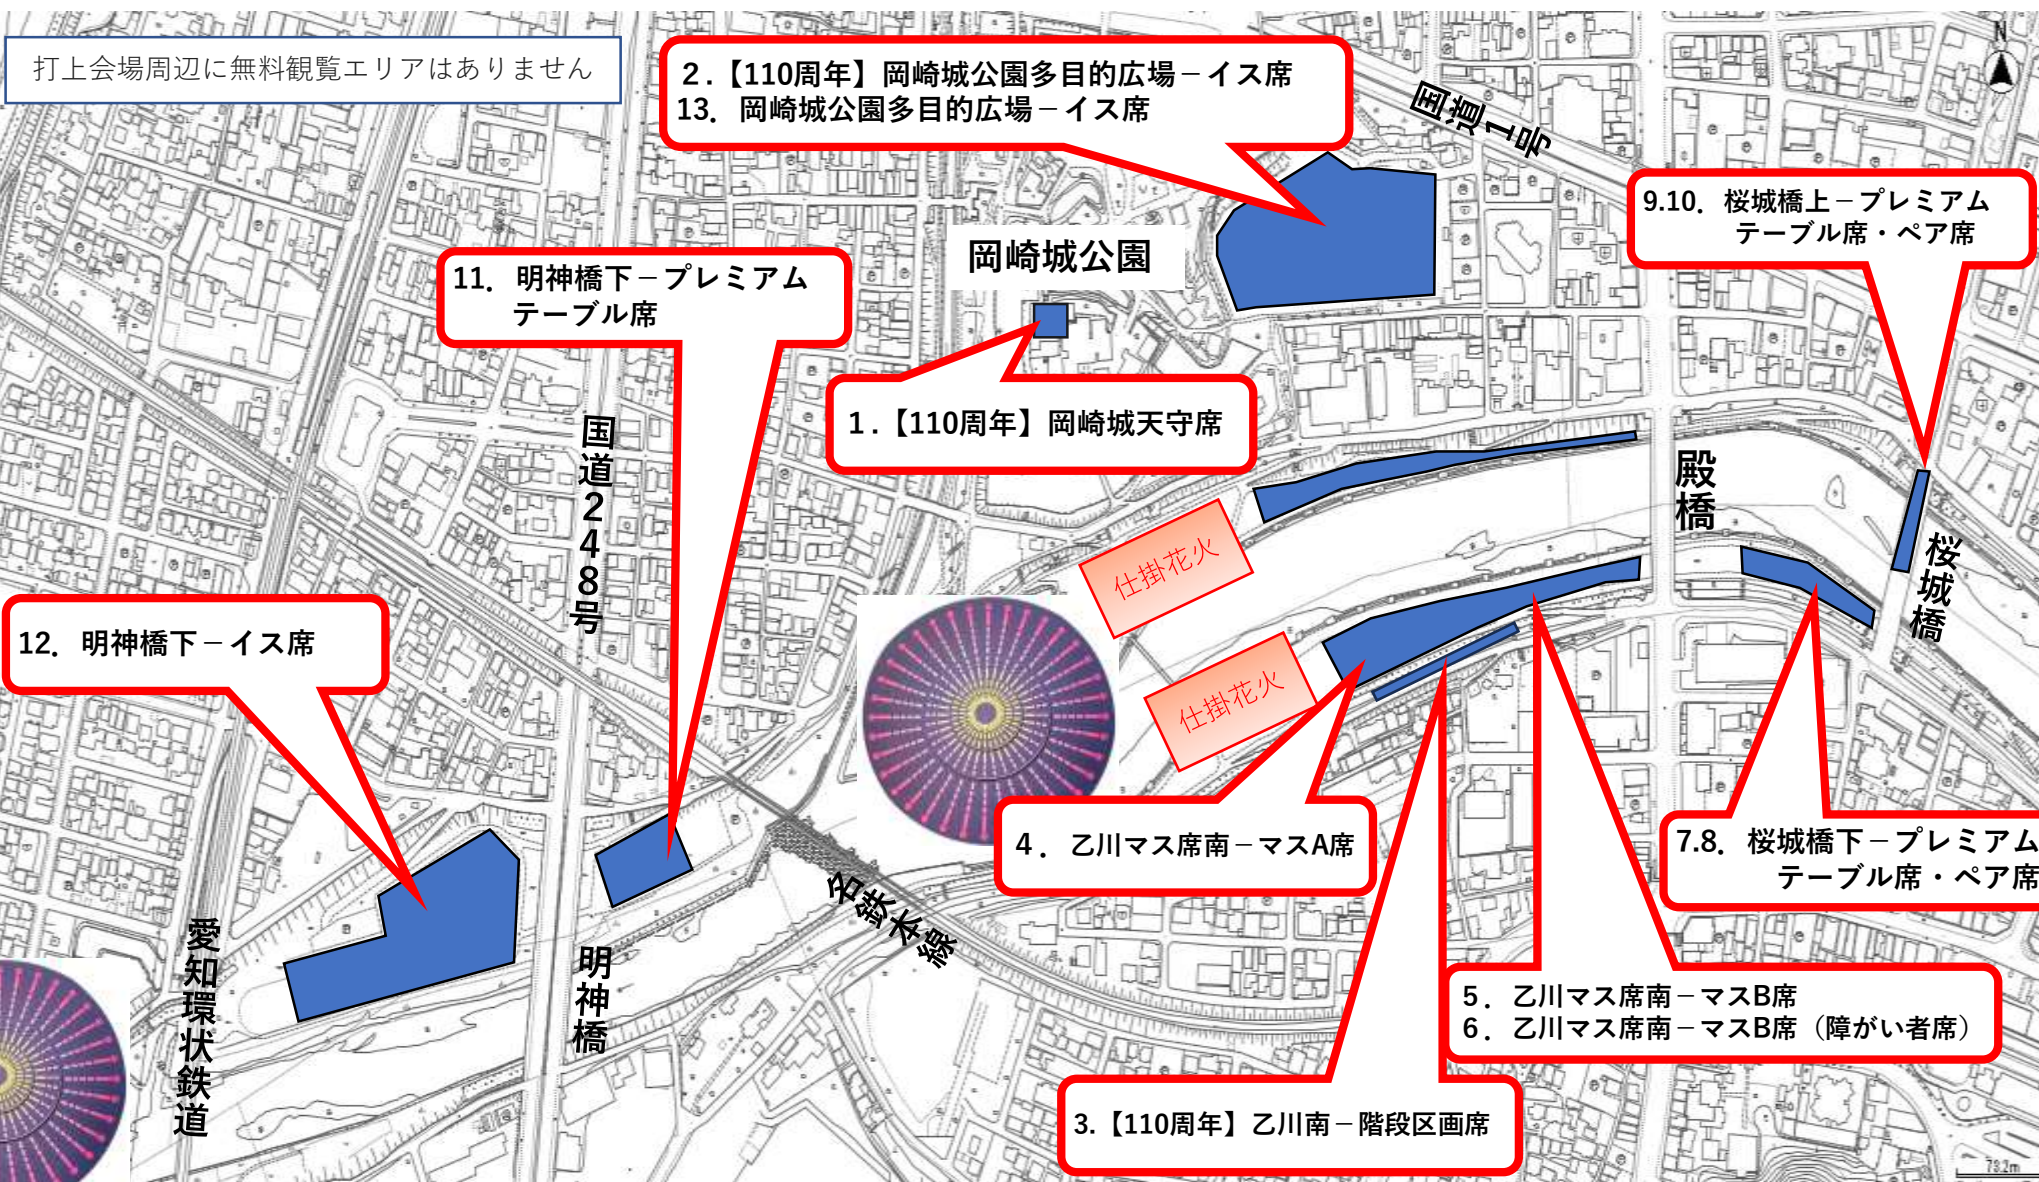 打上会場周辺に無料観覧エリアはありません
2.【110周年】岡崎城公園多目的広場－イス席
13. 岡崎城公園多目的広場－イス席
国道1号
N
9.10. 桜城橋上－プレミアム
テーブル席・ペア席
岡崎城公園
11. 明神橋下－プレミアム
テーブル席
1.【110周年】岡崎城天守席
国道248号
殿橋
桜城橋
仕掛花火
仕掛花火
12. 明神橋下－イス席
4. 乙川マス席南－マスA席
7.8. 桜城橋下－プレミアム
テーブル席・ペア席
名鉄本線
愛知環状鉄道
明神橋
5. 乙川マス席南－マスB席
6. 乙川マス席南－マスB席（障がい者席）
3.【110周年】乙川南－階段区画席
73.2m